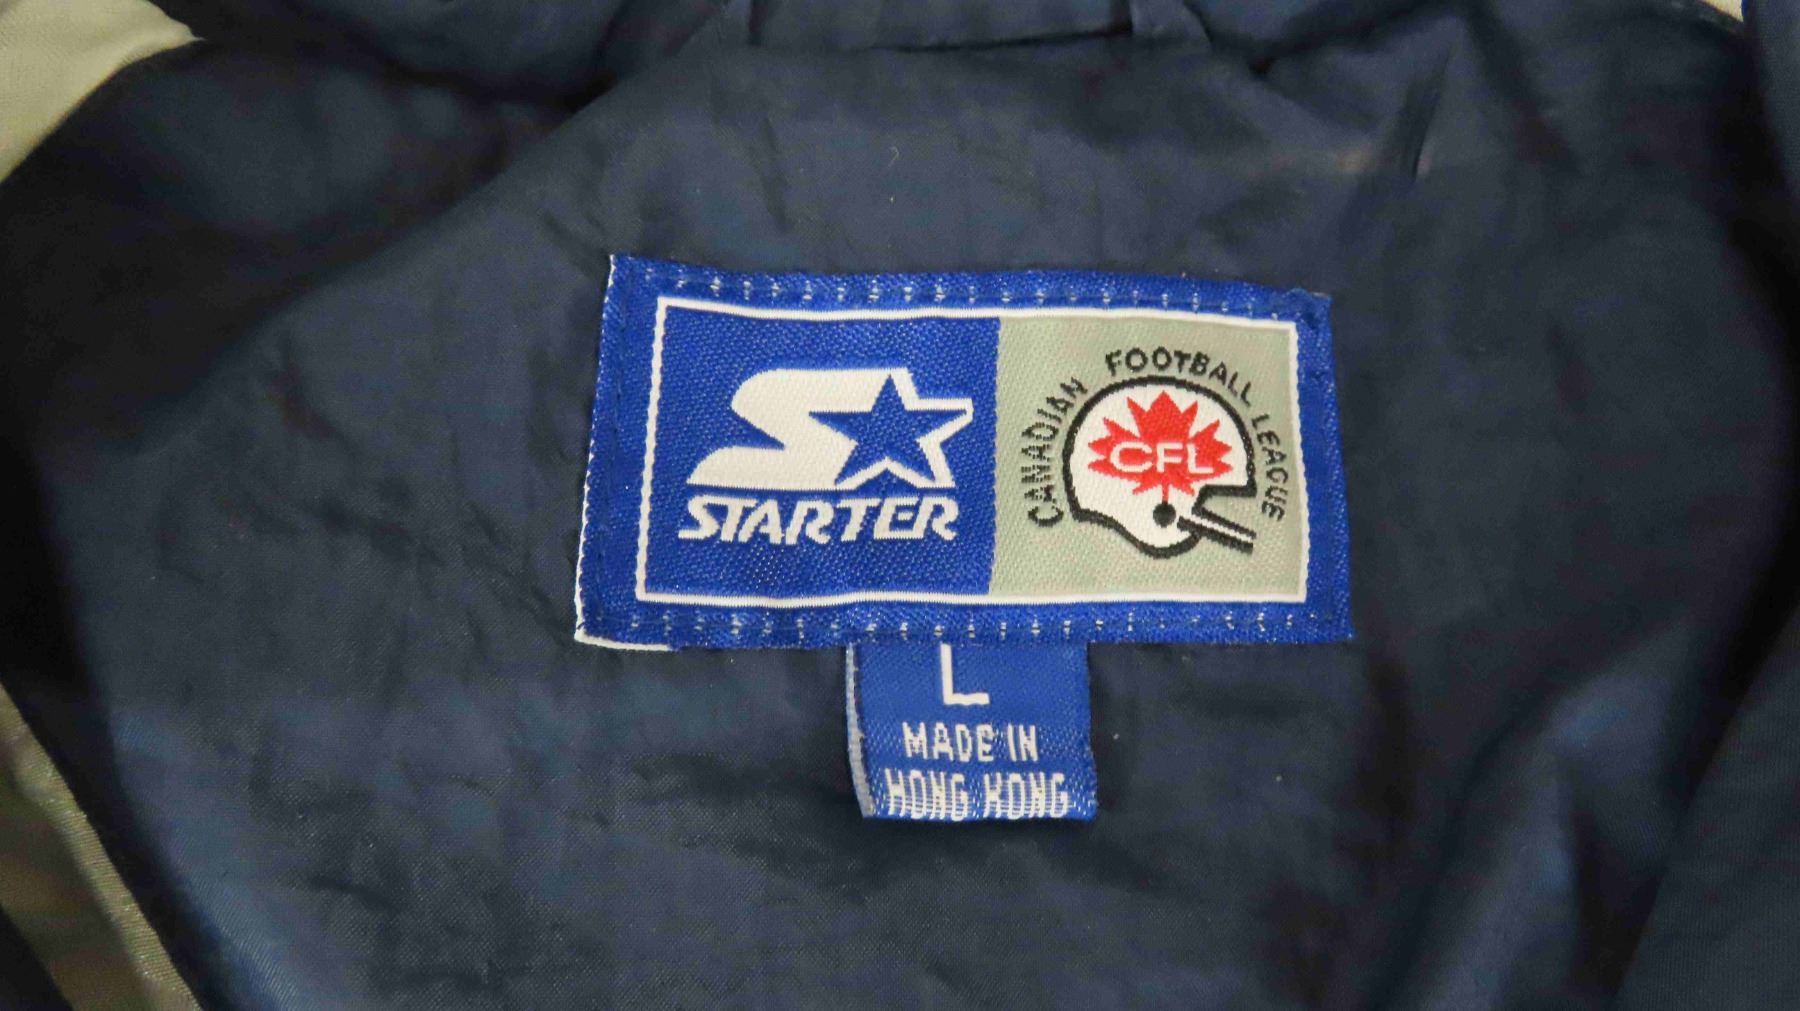 STARTER
CANADIAN FOOTBALL LEAGUE
CFL
L
MADE IN
HONG KONG